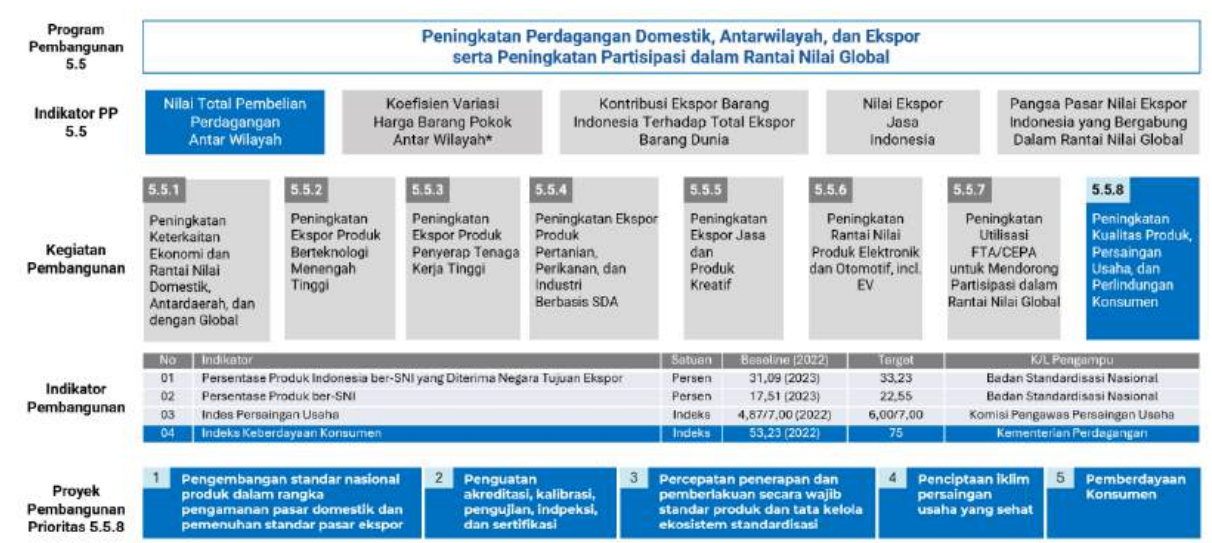 Program
Pembangunan
5.5
Peningkatan Perdagangan Domestik, Antarwilayah, dan Ekspor
serta Peningkatan Partisipasi dalam Rantai Nilai Global
Indikator PP
5.5
Nilai Total Pembelian
Perdagangan
Antar Wilayah
Koefisien Variasi
Harga Barang Pokok
Antar Wilayah*
Kontribusi Ekspor Barang
Indonesia Terhadap Total Ekspor
Barang Dunia
Nilai Ekspor
Jasa
Indonesia
Pangsa Pasar Nilai Ekspor
Indonesia yang Bergabung
Dalam Rantai Nilai Global
Kegiatan
Pembangunan
5.5.1
Peningkatan
Keterkaitan
Ekonomi dan
Rantai Nilai
Domestik,
Antardaerah, dan
dengan Global
5.5.2
Peningkatan
Ekspor Produk
Berteknologi
Menengah
Tinggi
5.5.3
Peningkatan
Ekspor Produk
Penyerap Tenaga
Kerja Tinggi
5.5.4
Peningkatan Ekspor
Produk
Pertanian,
Perikanan, dan
Industri
Berbasis SDA
5.5.5
Peningkatan
Ekspor Jasa
dan
Produk
Kreatif
5.5.6
Peningkatan
Rantai Nilai
Produk Elektronik
dan Otomotif, incl.
EV
5.5.7
Peningkatan
Utilisasi
FTA/CEPA
untuk Mendorong
Partisipasi dalam
Rantai Nilai Global
5.5.8
Peningkatan
Kualitas Produk,
Persaingan
Usaha, dan
Perlindungan
Konsumen
Indikator
Pembangunan
No Indikator Satuan Baseline (2022) Target K/L Pengampu
01 Persentase Produk Indonesia ber-SNI yang Diterima Negara Tujuan Ekspor Persen 31,09 (2023) 33,23 Badan Standardisasi Nasional
02 Persentase Produk ber-SNI Persen 17,51 (2023) 22,55 Badan Standardisasi Nasional
03 Indes Persaingan Usaha Indeks 4,87/7,00 (2022) 6,00/7,00 Komisi Pengawas Persaingan Usaha
04 Indeks Keberdayaan Konsumen Indeks 53,23 (2022) 75 Kementerian Perdagangan
Proyek
Pembangunan
Prioritas 5.5.8
1 Pengembangan standar nasional
produk dalam rangka
pengamanan pasar domestik dan
pemenuhan standar pasar ekspor
2 Penguatan
akreditasi, kalibrasi,
pengujian, indpeksi,
dan sertifikasi
3 Percepatan penerapan dan
pemberlakuan secara wajib
standar produk dan tata kelola
ekosistem standardisasi
4 Penciptaan iklim
persaingan
usaha yang sehat
5 Pemberdayaan
Konsumen